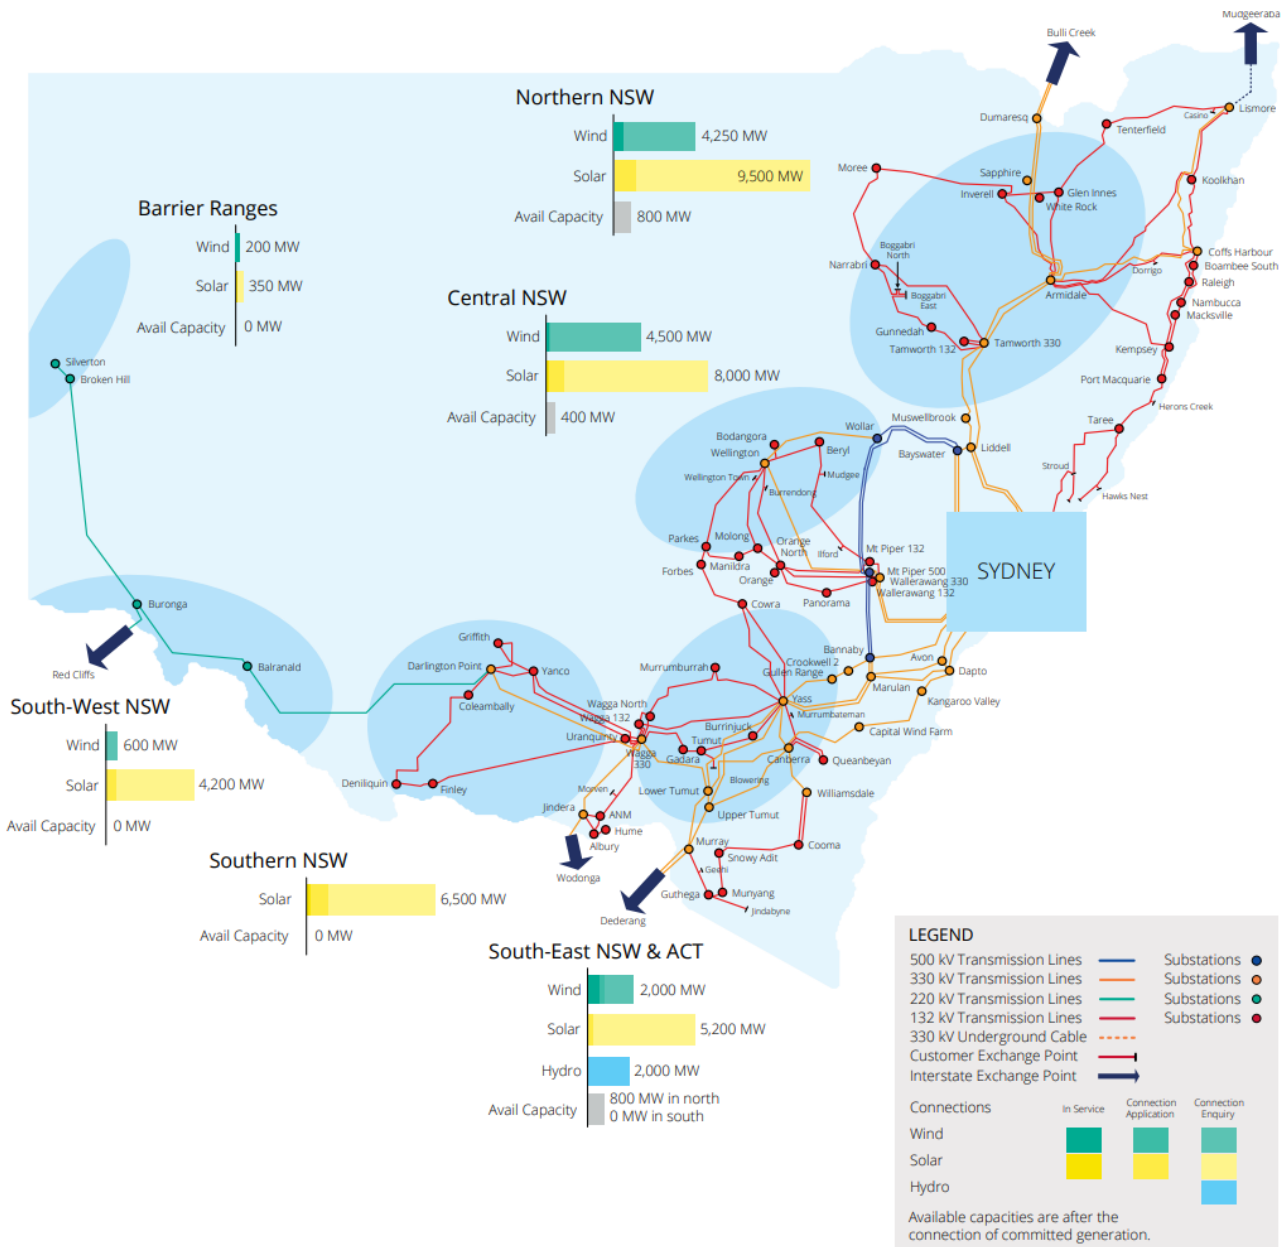 Mudgeeraba
Bulli Creek
Northern NSW
Wind
4,250 MW
Solar
9,500 MW
Avail Capacity
800 MW
Dumaresq
Casino
Lismore
Tenterfield
Moree
Sapphire
Koolkhan
Inverell
Glen Innes
White Rock
Barrier Ranges
Wind
200 MW
Solar
350 MW
Avail Capacity
0 MW
Boggabri
North
Narrabri
Coffs Harbour
Boambee South
Dorrigo
Raleigh
Armidale
Boggabri
East
Nambucca
Macksville
Gunnedah
Tamworth 132
Tamworth 330
Kempsey
Port Macquarie
Herons Creek
Central NSW
Wind
4,500 MW
Solar
8,000 MW
Avail Capacity
400 MW
Silverton
Broken Hill
Muswellbrook
Taree
Wollar
Bodangora
Wellington
Beryl
Bayswater
Liddell
Wellington Town
Mudgee
Burrendong
Stroud
Hawks Nest
Parkes
Molong
Orange
North
Ilford
Mt Piper 132
Forbes
Manildra
Orange
Mt Piper 500
Wallerawang 330
Wallerawang 132
Panorama
SYDNEY
Cowra
Buronga
Red Cliffs
Balranald
Griffith
Darlington Point
Yanco
Coleambally
Murrumburrah
Crookwell 2
Gullen Range
Bannaby
Avon
Dapto
Marulan
Kangaroo Valley
Yass
Wagga North
Wagga 132
Uranquinty
Wagga
330
Murrumbateman
Burrinjuck
Tumut
Gadara
Capital Wind Farm
Canberra
Queanbeyan
Blowering
Lower Tumut
Williamsdale
Upper Tumut
Deniliquin
Finley
Morven
Jindera
ANM
Hume
Albury
Wodonga
Murray
Cooma
Snowy Adit
Geehi
Guthega
Munyang
Jindabyne
Dederang
South-West NSW
Wind
600 MW
Solar
4,200 MW
Avail Capacity
0 MW
Southern NSW
Solar
6,500 MW
Avail Capacity
0 MW
South-East NSW & ACT
Wind
2,000 MW
Solar
5,200 MW
Hydro
2,000 MW
Avail Capacity
800 MW in north
0 MW in south
LEGEND
500 kV Transmission Lines
Substations
330 kV Transmission Lines
Substations
220 kV Transmission Lines
Substations
132 kV Transmission Lines
Substations
330 kV Underground Cable
Customer Exchange Point
Interstate Exchange Point
Connections
In Service
Connection
Application
Connection
Enquiry
Wind
Solar
Hydro
Available capacities are after the
connection of committed generation.